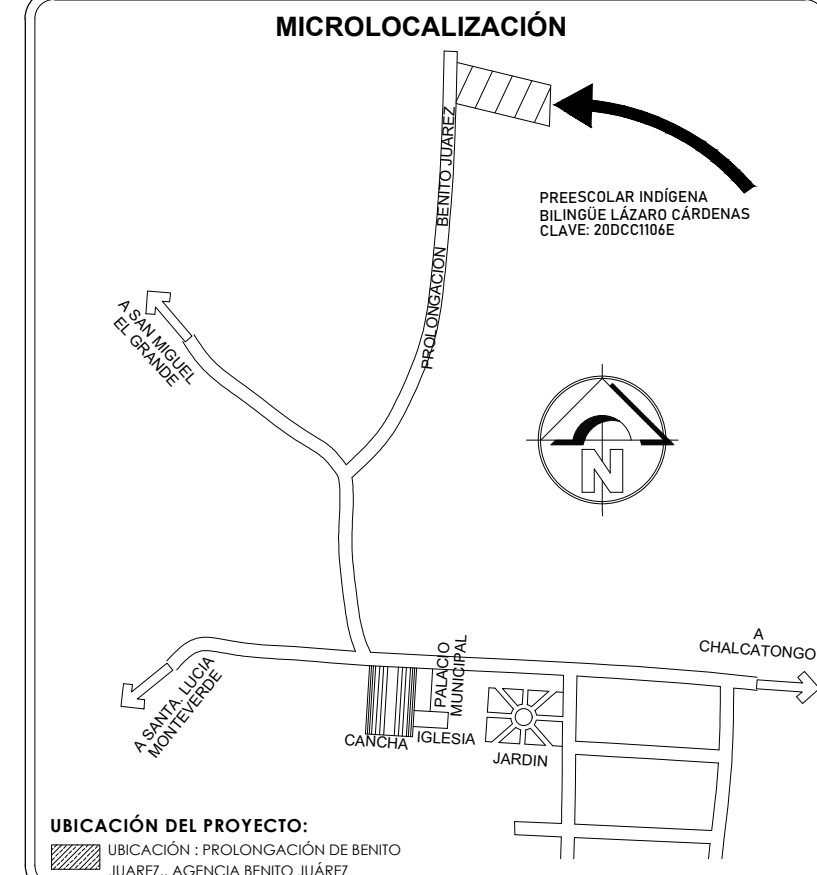 MICROLOCALIZACIÓN
PROLONGACION BENITO JUAREZ
PREESCOLAR INDÍGENA
BILINGÜE LÁZARO CÁRDENAS
CLAVE: 20DCC1106E
A SAN MIGUEL
EL GRANDE
N
A
CHALCATONGO
A SANTA. LUCIA
MONTEVERDE
PALACIO
MUNICIPAL
CANCHA
IGLESIA
JARDIN
UBICACIÓN DEL PROYECTO:
UBICACIÓN : PROLONGACIÓN DE BENITO
JUAREZ., AGENCIA BENITO JUÁREZ